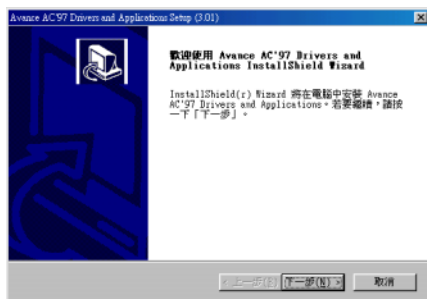 Avance AC'97 Drivers and Applications Setup (3.01)
歡迎使用 Avance AC'97 Drivers and
Applications InstallShield Wizard
InstallShield(r) Wizard 將在電腦中安裝 Avance
AC'97 Drivers and Applications。若要繼續，請按
一下「下一步」。
< 上一步(B) 下一步(N) > 取消